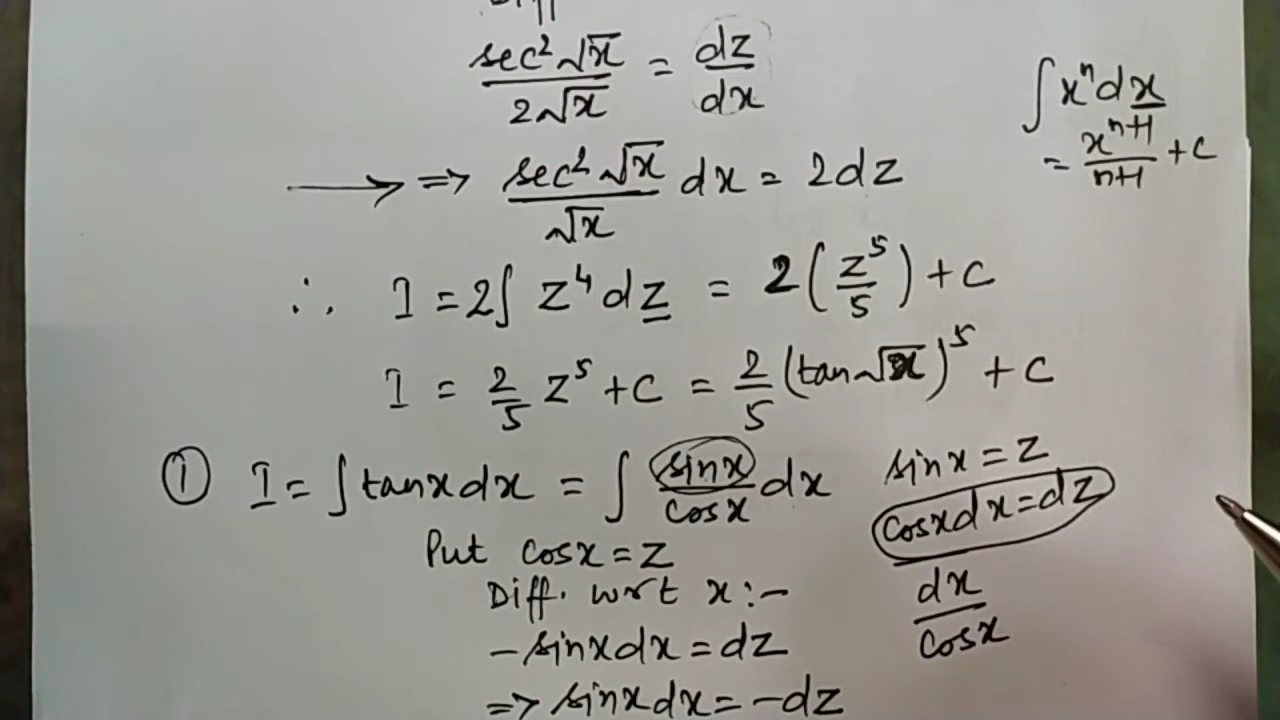 Diff
sec² √x / 2√x = dz/dx
∫ xⁿ dx
= xⁿ⁺¹/n+1 + c
⟶ ⇒ sec² √x / √x dx = 2dz
∴ I = 2∫ z⁴ dz = 2(z⁵/5) + c
I = 2/5 z⁵ + c = 2/5 (tan√x)⁵ + c
① I = ∫ tanx dx = ∫ sinx/cosx dx
sinx = z
cosx dx = dz
dx/cosx
Put cosx = z
Diff. wrt x :-
- sinx dx = dz
⇒ sinx dx = -dz